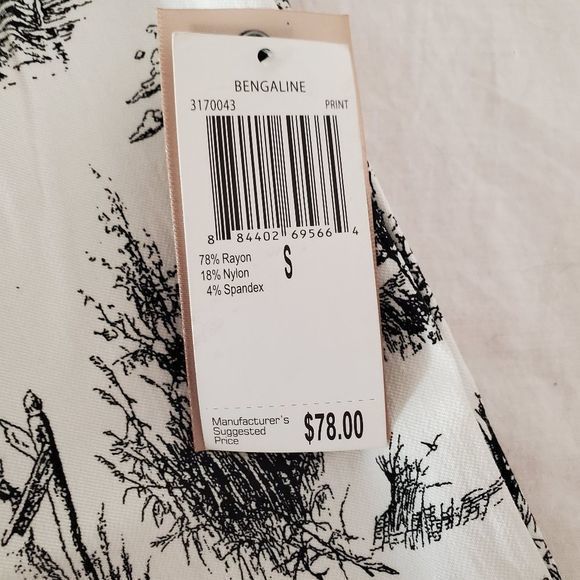 BENGALINE
3170043 PRINT
8 84402 69566 4
78% Rayon
18% Nylon
4% Spandex
S
Manufacturer's
Suggested
Price
$78.00